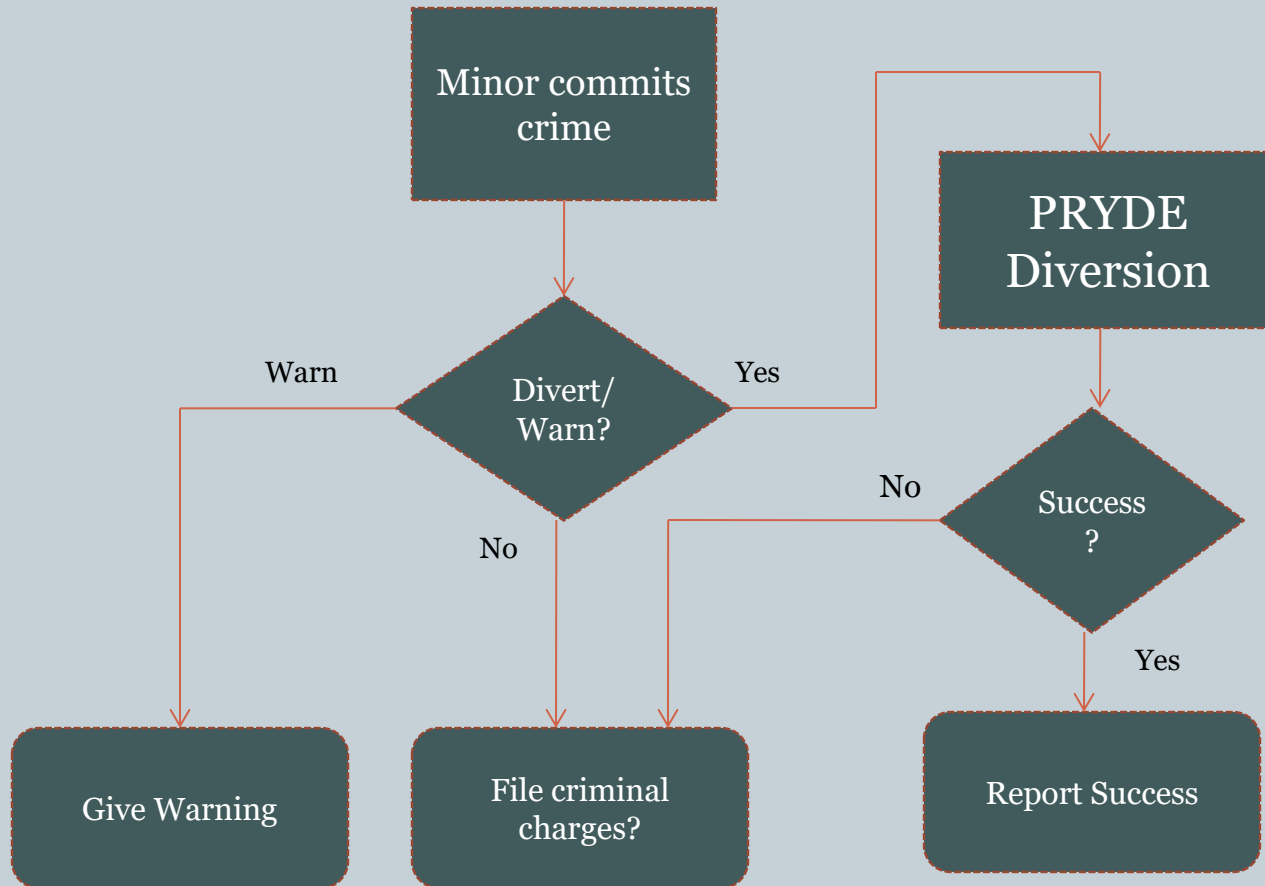 Minor commits
crime
PRYDE
Diversion
Warn
Divert/
Warn?
Yes
No
No
Success
?
Yes
Give Warning
File criminal
charges?
Report Success